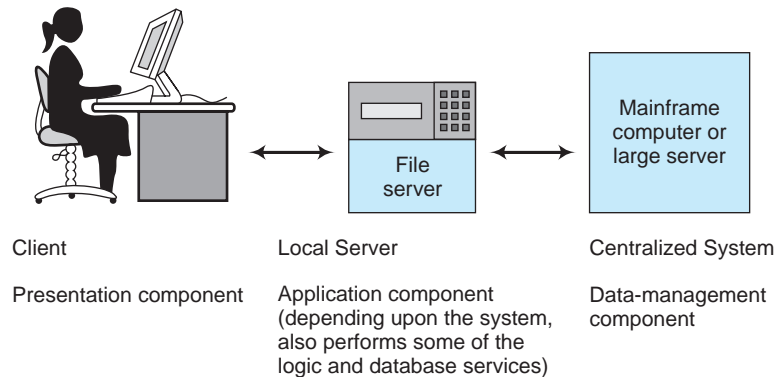 Mainframe
computer or
large server
File
server
Client
Local Server
Centralized System
Presentation component
Application component
(depending upon the system,
also performs some of the
logic and database services)
Data-management
component